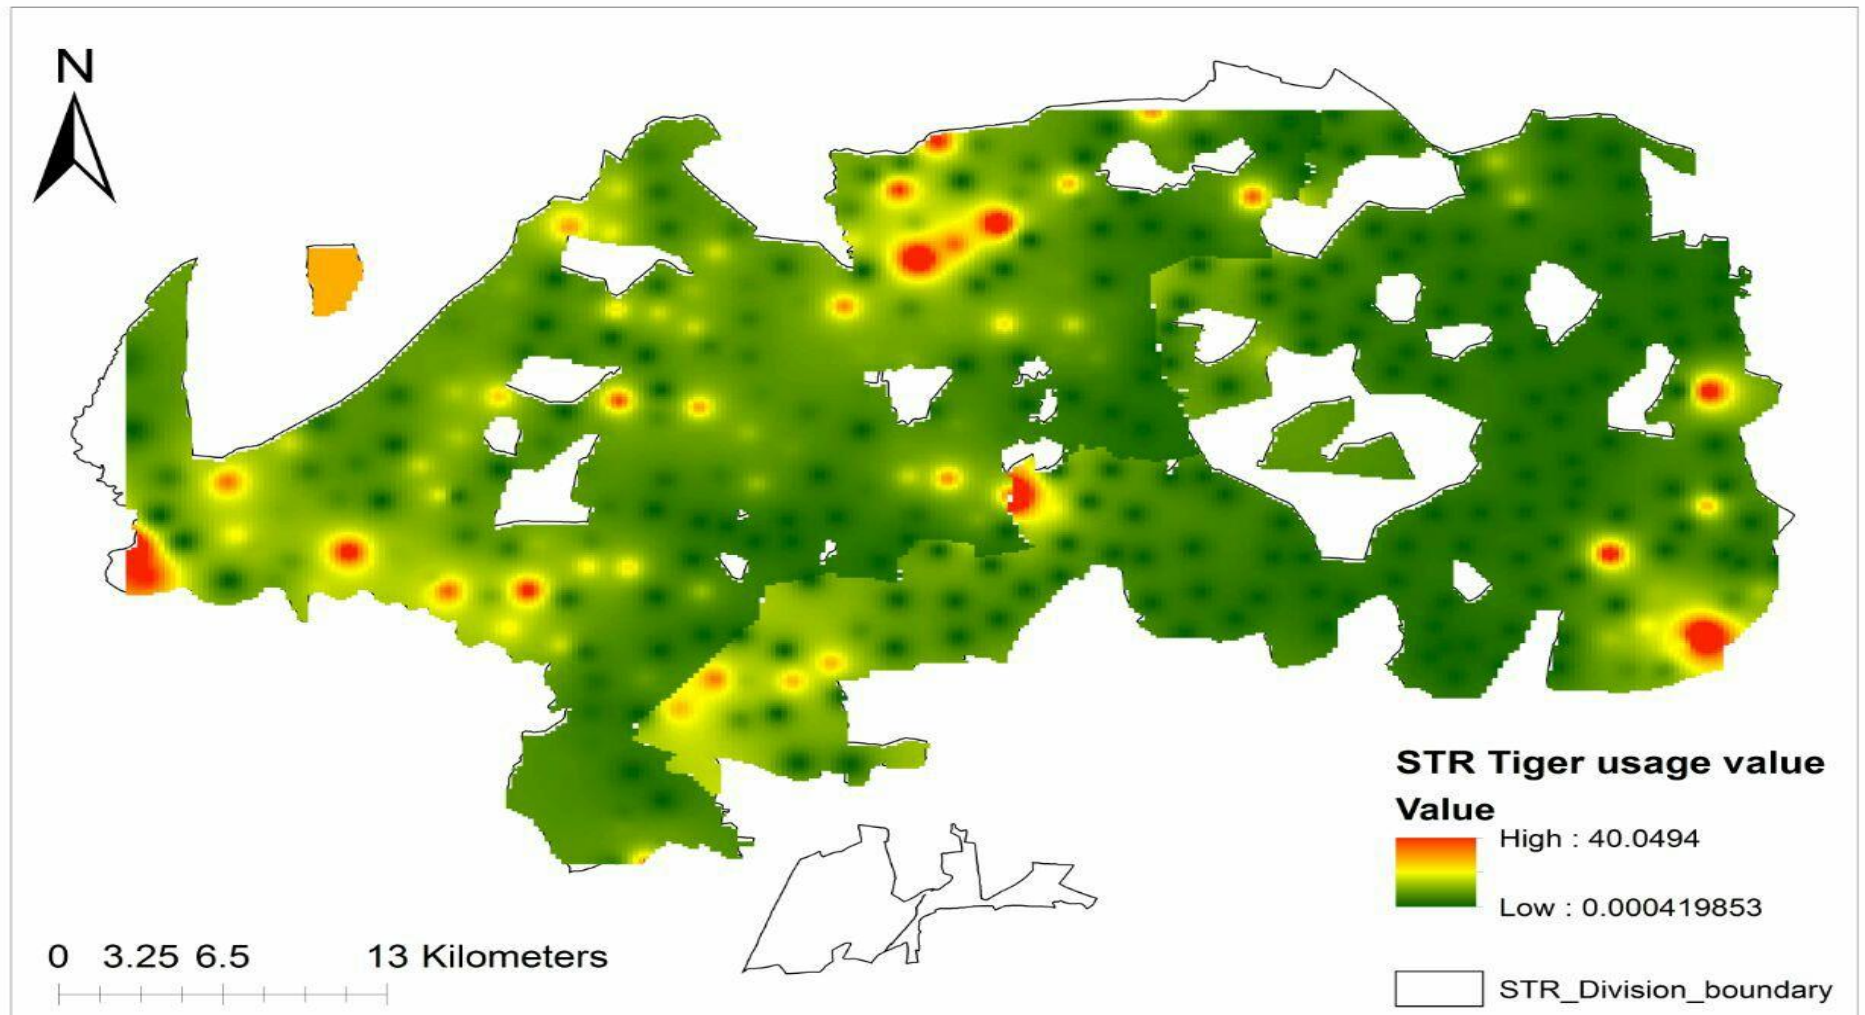 N
STR Tiger usage value
Value
High : 40.0494
Low : 0.000419853
0 3.25 6.5 13 Kilometers
STR_Division_boundary